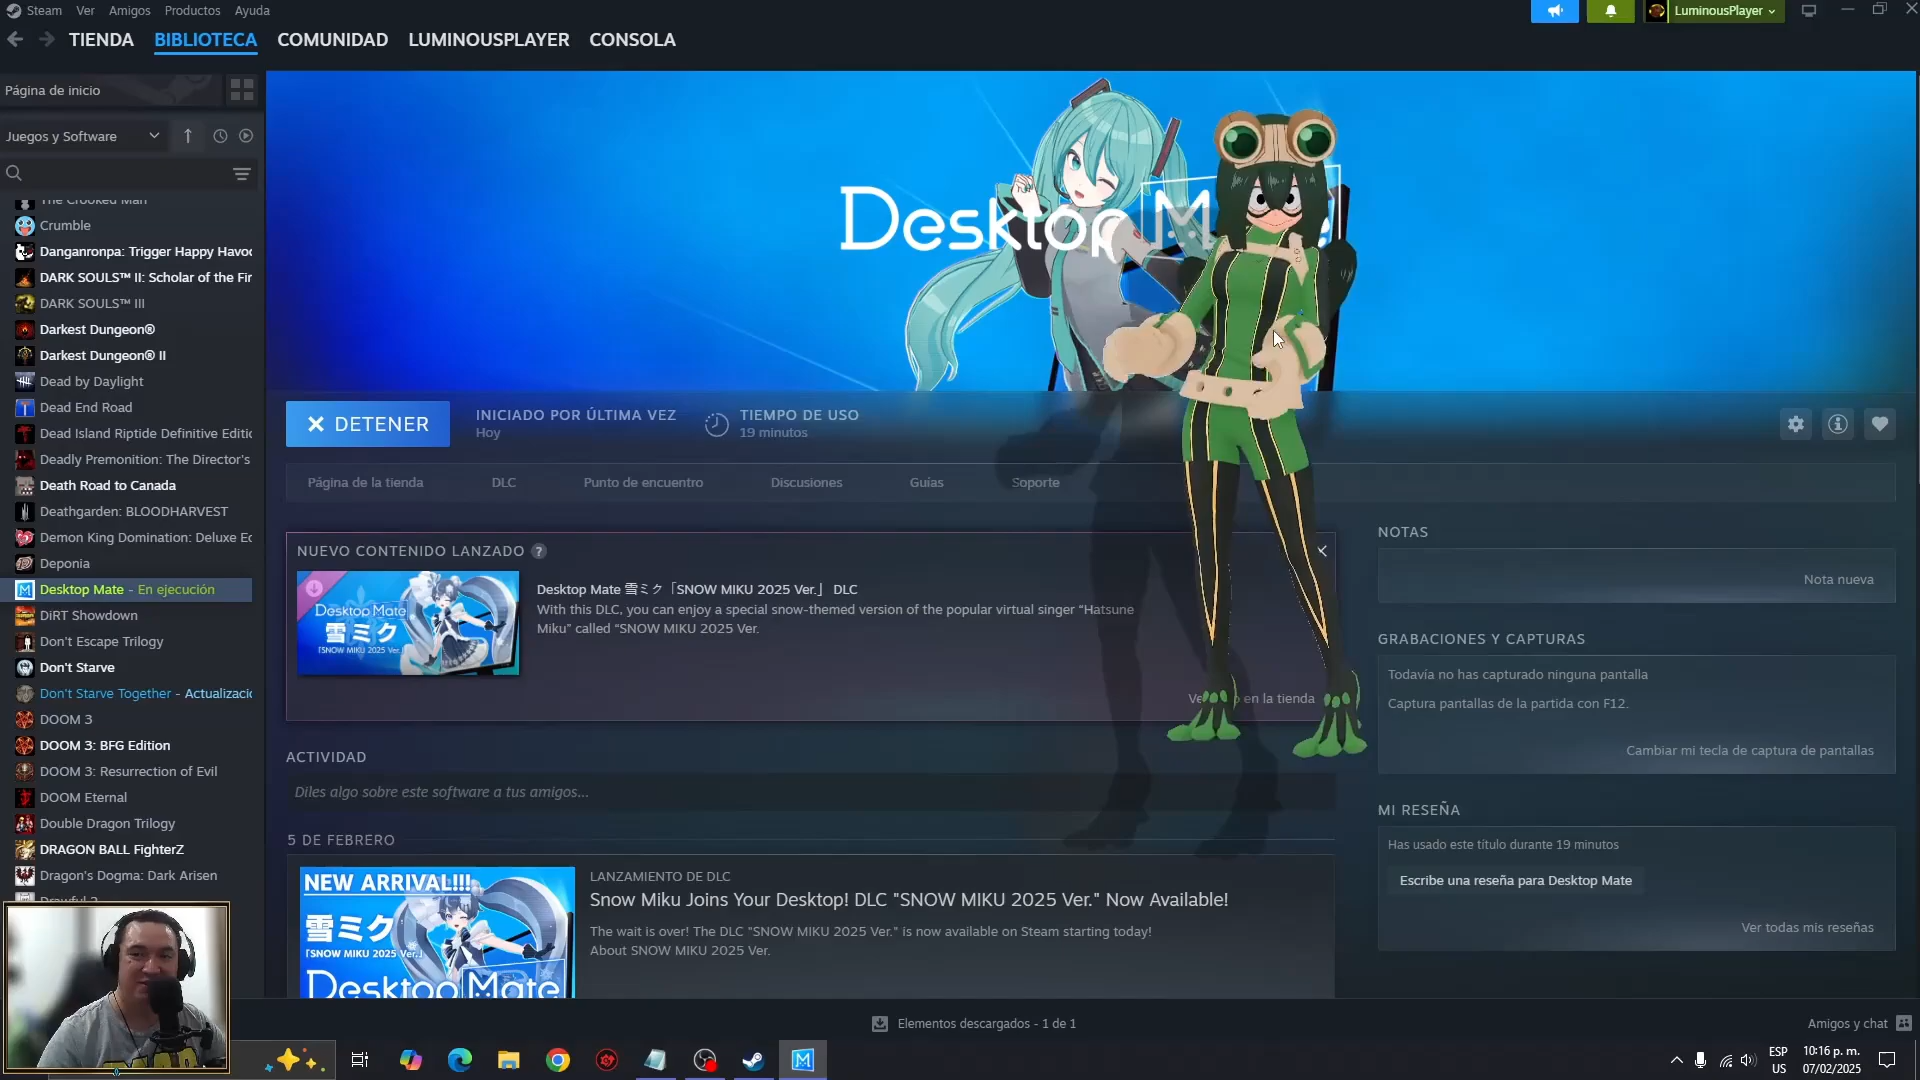 Steam Ver Amigos Productos Ayuda
LuminousPlayer
TIENDA BIBLIOTECA COMUNIDAD LUMINOUSPLAYER CONSOLA
Página de inicio
Juegos y Software
The Crooked Man
Crumble
Danganronpa: Trigger Happy Havoc
DARK SOULS™ II: Scholar of the Fir
DARK SOULS™ III
Darkest Dungeon®
Darkest Dungeon® II
Dead by Daylight
Dead End Road
Dead Island Riptide Definitive Editio
Deadly Premonition: The Director's
Death Road to Canada
Deathgarden: BLOODHARVEST
Demon King Domination: Deluxe Ed
Deponia
Desktop Mate - En ejecución
DiRT Showdown
Don't Escape Trilogy
Don't Starve
Don't Starve Together - Actualizació
DOOM 3
DOOM 3: BFG Edition
DOOM 3: Resurrection of Evil
DOOM Eternal
Double Dragon Trilogy
DRAGON BALL FighterZ
Dragon's Dogma: Dark Arisen
Drawful 2
Desktop M
DETENER
INICIADO POR ÚLTIMA VEZ
Hoy
TIEMPO DE USO
19 minutos
Página de la tienda DLC Punto de encuentro Discusiones Guías Soporte
NUEVO CONTENIDO LANZADO ?
Desktop Mate
雪ミク
「SNOW MIKU 2025 Ver.」
Desktop Mate 雪ミク「SNOW MIKU 2025 Ver.」 DLC
With this DLC, you can enjoy a special snow-themed version of the popular virtual singer “Hatsune
Miku” called “SNOW MIKU 2025 Ver.
en la tienda
ACTIVIDAD
Diles algo sobre este software a tus amigos...
5 DE FEBRERO
NEW ARRIVAL!!!
雪ミク
「SNOW MIKU 2025 Ver.」
Desktop Mate
LANZAMIENTO DE DLC
Snow Miku Joins Your Desktop! DLC "SNOW MIKU 2025 Ver." Now Available!
The wait is over! The DLC "SNOW MIKU 2025 Ver." is now available on Steam starting today!
About SNOW MIKU 2025 Ver.
NOTAS
Nota nueva
GRABACIONES Y CAPTURAS
Todavía no has capturado ninguna pantalla
Captura pantallas de la partida con F12.
Cambiar mi tecla de captura de pantallas
MI RESEÑA
Has usado este título durante 19 minutos
Escribe una reseña para Desktop Mate
Ver todas mis reseñas
Elementos descargados - 1 de 1
Amigos y chat
ESP
US
10:16 p. m.
07/02/2025